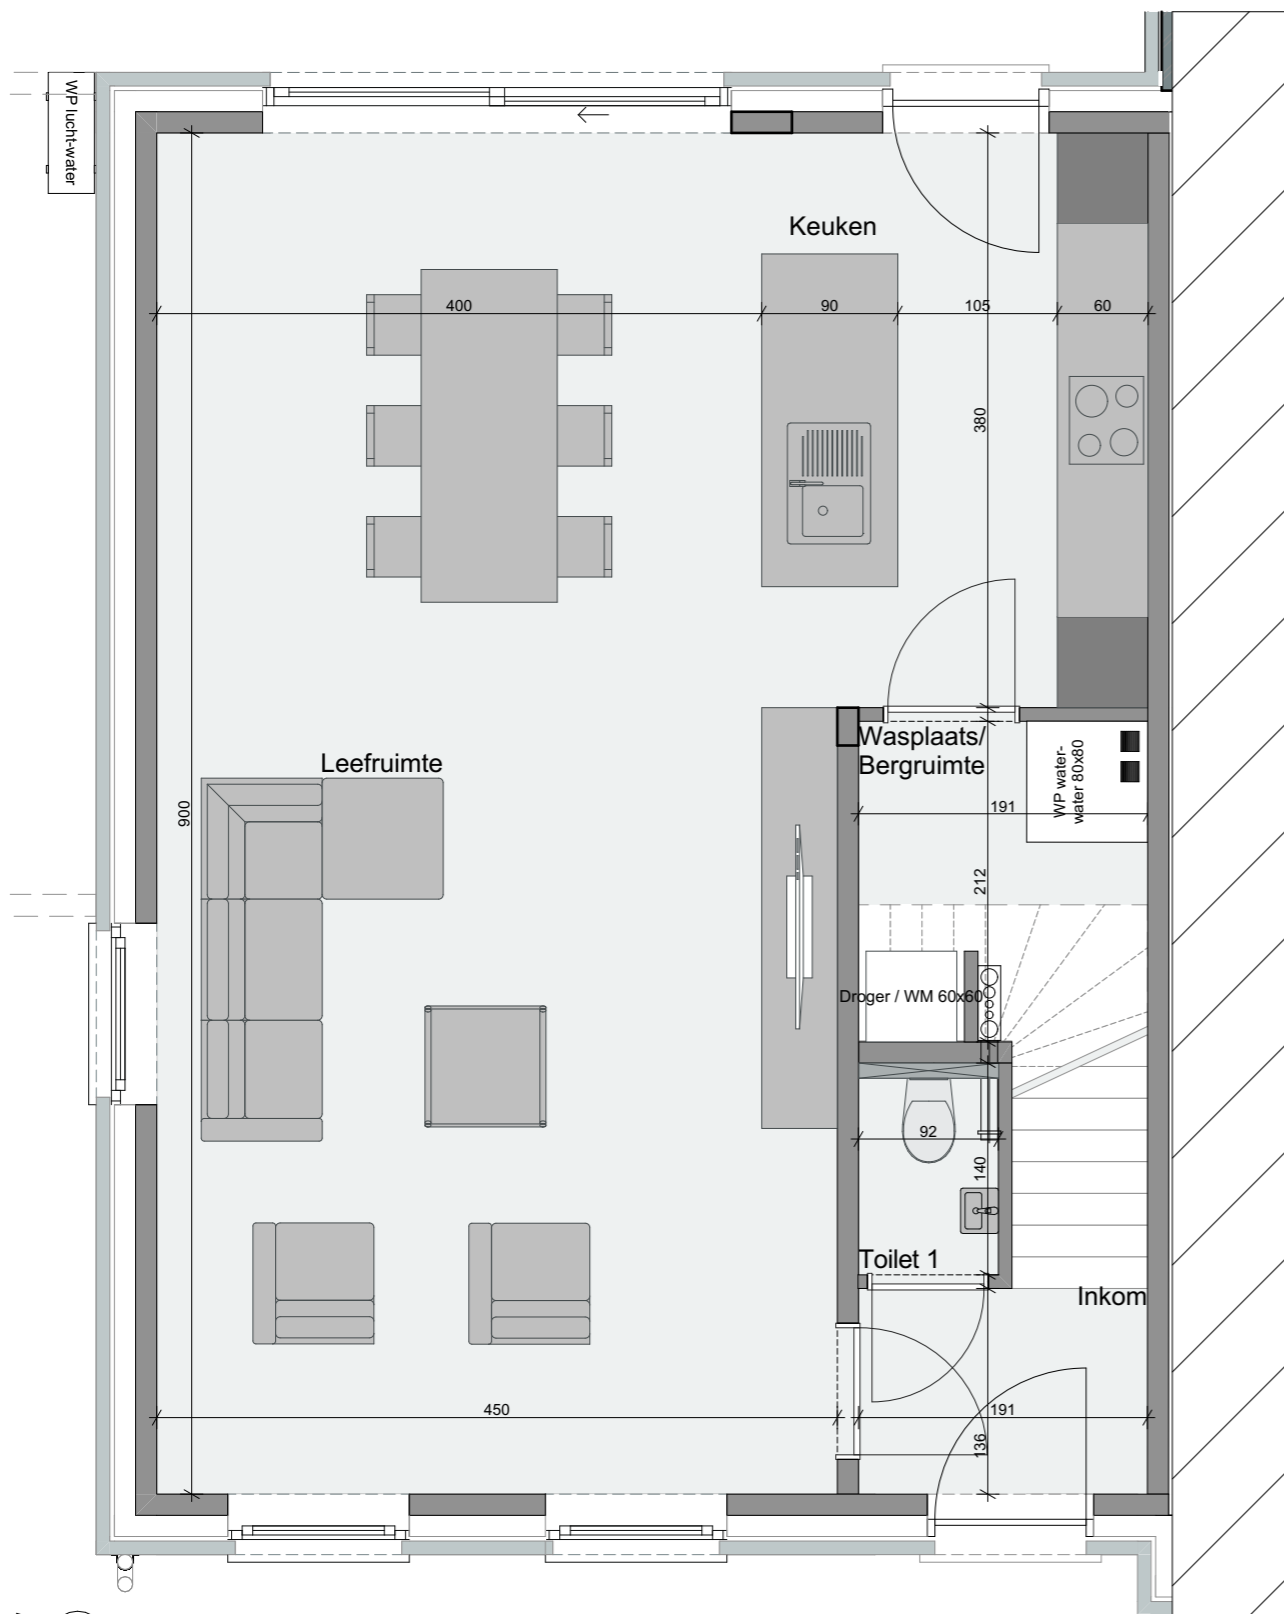 WP lucht-water
Keuken
400
90
105
60
380
Leefruimte
900
Wasplaats/
Bergruimte
WP water-
water 80x80
191
212
Droger / WM 60x60
92
140
Toilet 1
Inkom
450
191
136